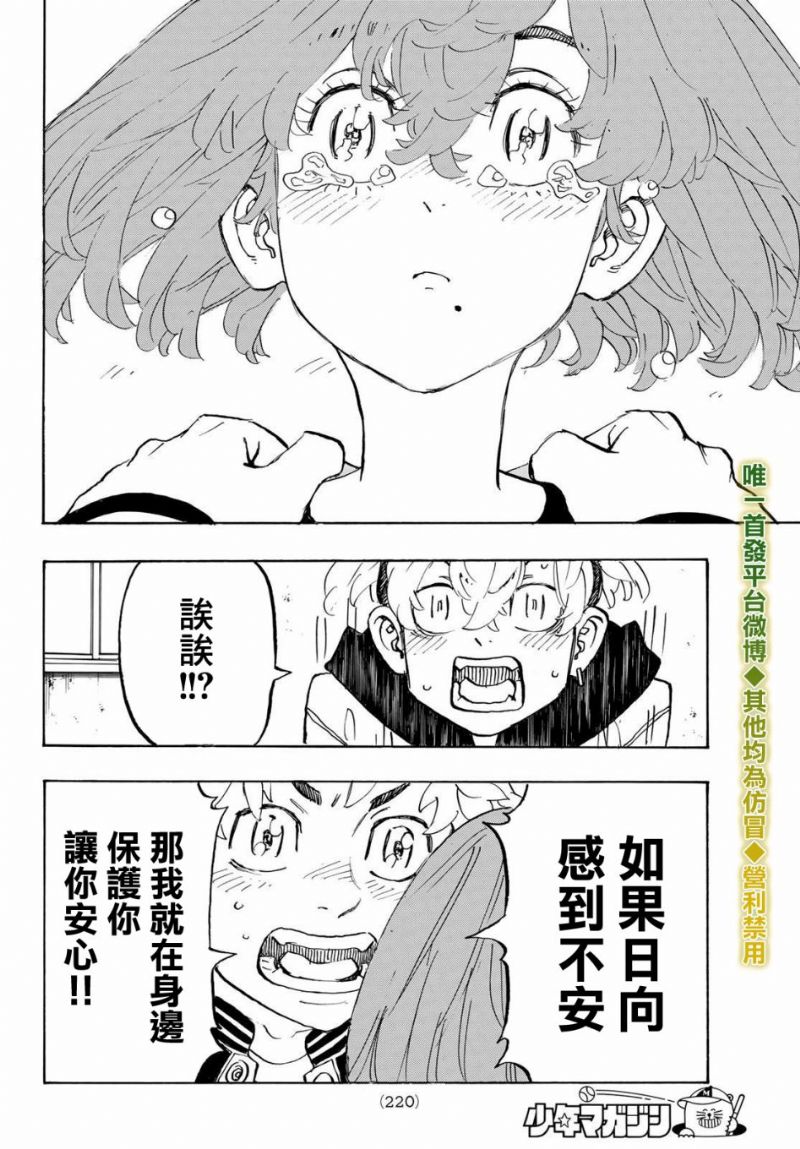 誒誒
!!?
如果日向
感到不安
那我就在身邊
保護你
讓你安心!!
唯一首發平台微博◆其他均為仿冒◆營利禁用
(220)
少年マガジン